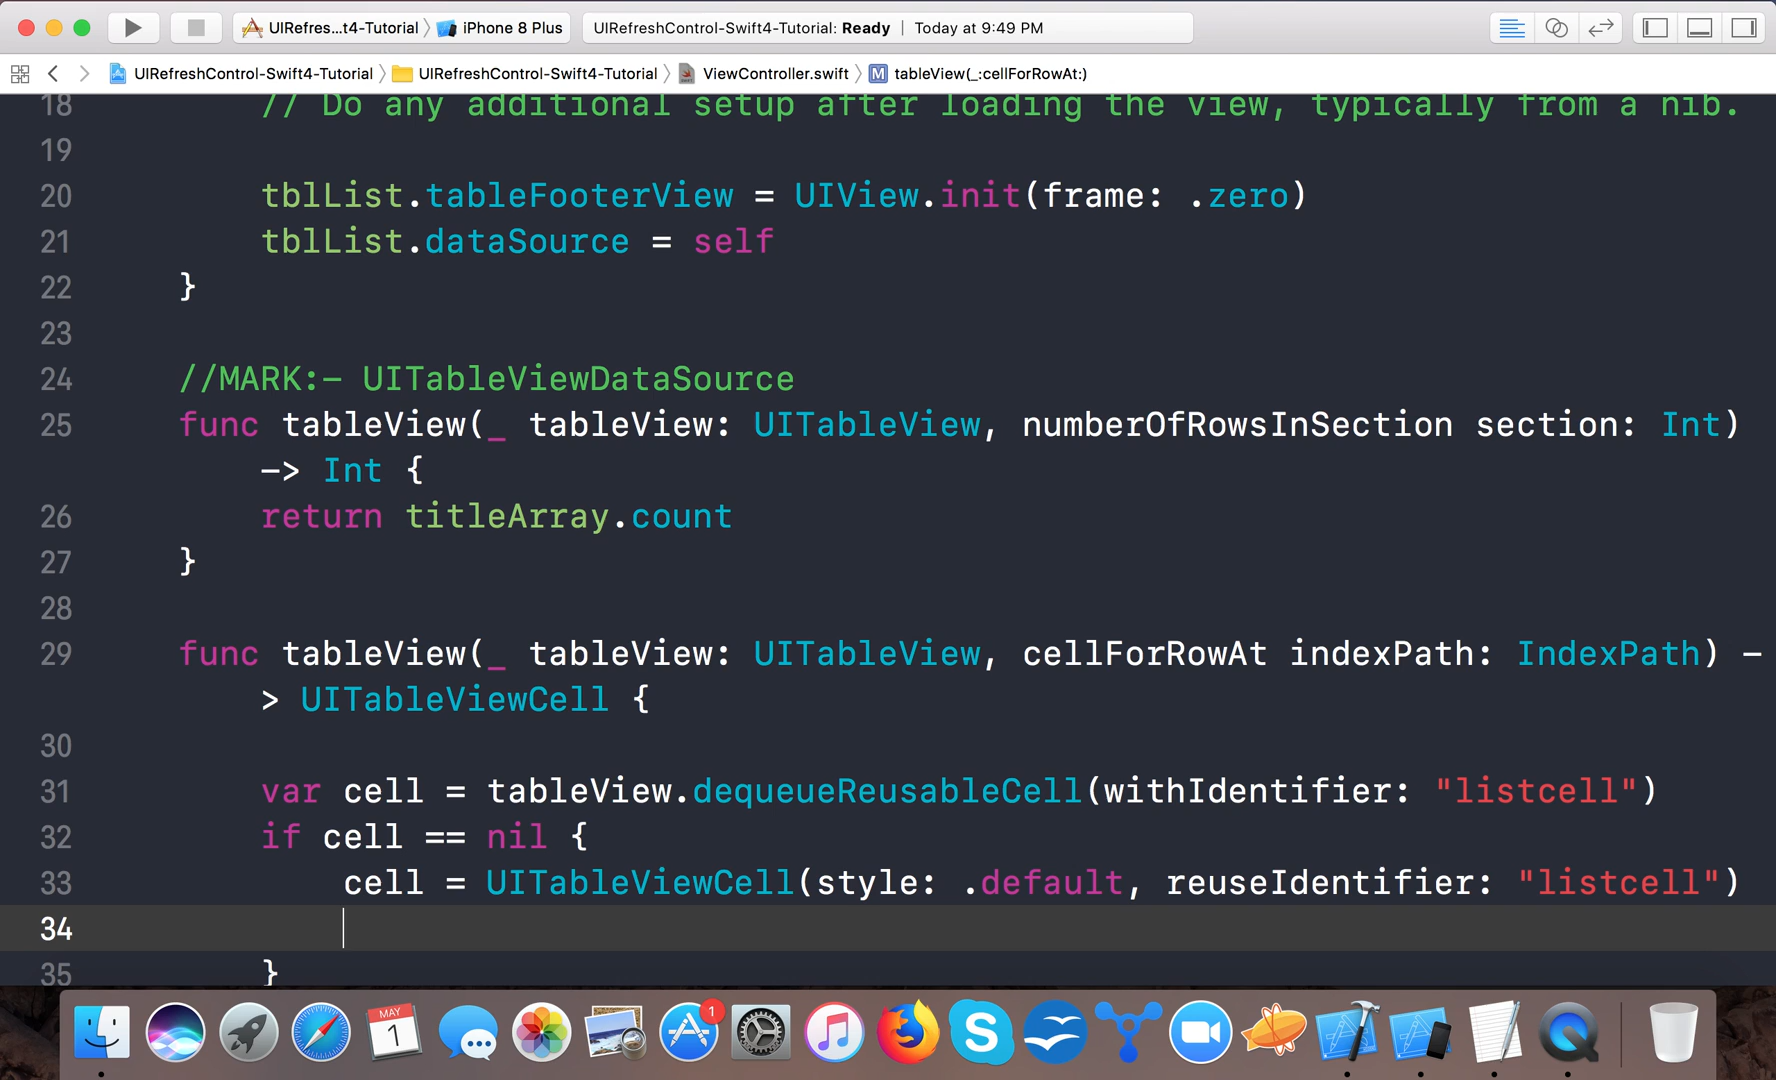 UIRefres...t4-Tutorial
iPhone 8 Plus
UIRefreshControl-Swift4-Tutorial: Ready | Today at 9:49 PM
UIRefreshControl-Swift4-Tutorial
UIRefreshControl-Swift4-Tutorial
ViewController.swift
M tableView(_:cellForRowAt:)
18 // Do any additional setup after loading the view, typically from a nib.
19
20 tblList.tableFooterView = UIView.init(frame: .zero)
21 tblList.dataSource = self
22 }
23
24 //MARK:- UITableViewDataSource
25 func tableView(_ tableView: UITableView, numberOfRowsInSection section: Int)
-> Int {
26 return titleArray.count
27 }
28
29 func tableView(_ tableView: UITableView, cellForRowAt indexPath: IndexPath) -
> UITableViewCell {
30
31 var cell = tableView.dequeueReusableCell(withIdentifier: "listcell")
32 if cell == nil {
33 cell = UITableViewCell(style: .default, reuseIdentifier: "listcell")
34
35 }
MAY
1
1
S